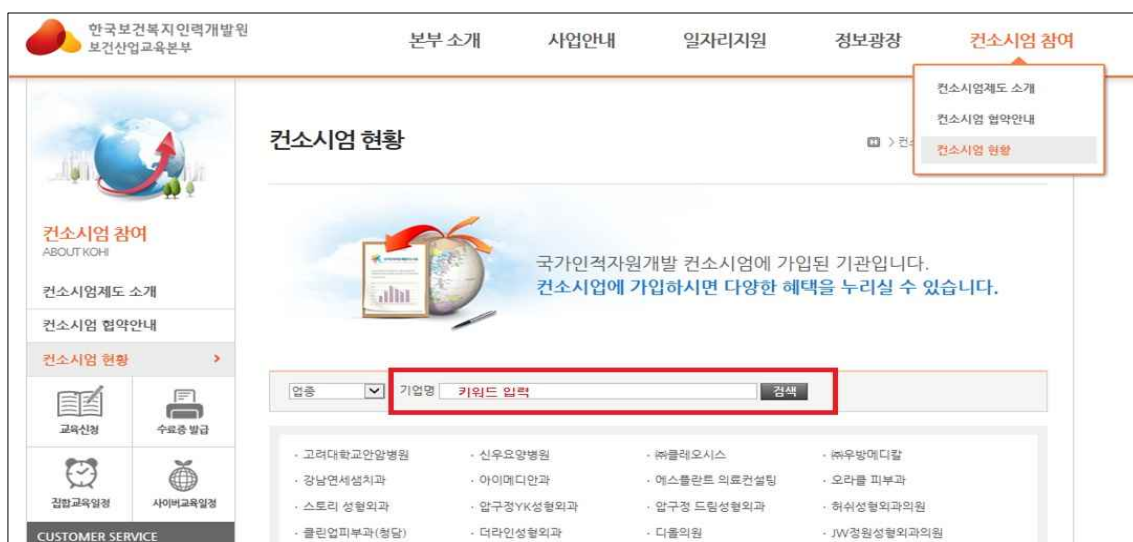 한국보건복지인력개발원
보건산업교육본부
본부 소개 사업안내 일자리지원 정보광장 컨소시엄 참여
컨소시엄제도 소개
컨소시엄 협약안내
컨소시엄 현황
컨소시엄 현황
컨소시엄 참여
ABOUT KOHI
컨소시엄제도 소개
컨소시엄 협약안내
컨소시엄 현황
교육신청 수료증 발급
집합교육일정 사이버교육일정
CUSTOMER SERVICE
국가인적자원개발 컨소시엄에 가입된 기관입니다.
컨소시업에 가입하시면 다양한 혜택을 누리실 수 있습니다.
업종 기업명 키워드 입력 검색
· 고려대학교안암병원 · 신우요양병원 · ㈜클레오시스 · ㈜우방메디칼
· 강남연세샘치과 · 아이메디안과 · 에스플란트 의료컨설팅 · 오라클 피부과
· 스토리 성형외과 · 압구정YK성형외과 · 압구정 드림성형외과 · 허쉬성형외과의원
· 클린업피부과(청담) · 더라인성형외과 · 디올의원 · JW정원성형외과의원